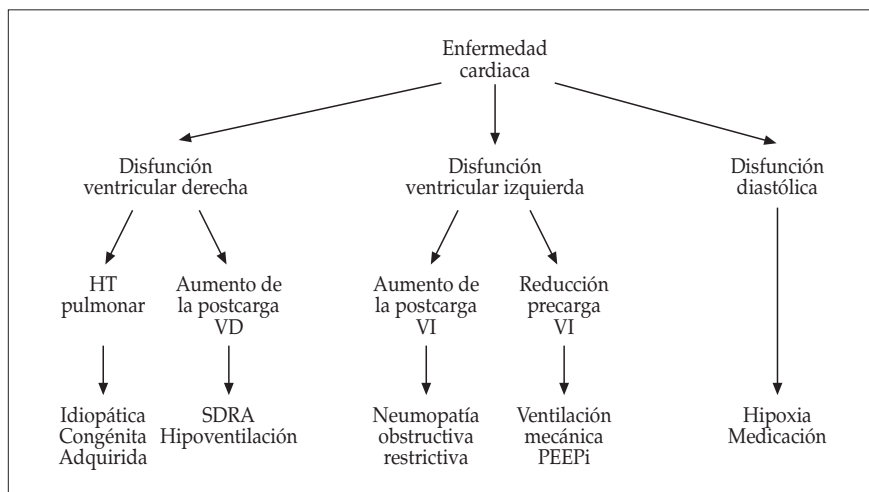 Enfermedad
cardiaca
Disfunción
ventricular derecha
Disfunción
ventricular izquierda
Disfunción
diastólica
HT
pulmonar
Aumento de
la postcarga
VD
Aumento de
la postcarga
VI
Reducción
precarga
VI
Idiopática
Congénita
Adquirida
SDRA
Hipoventilación
Neumopatía
obstructiva
restrictiva
Ventilación
mecánica
PEEPi
Hipoxia
Medicación